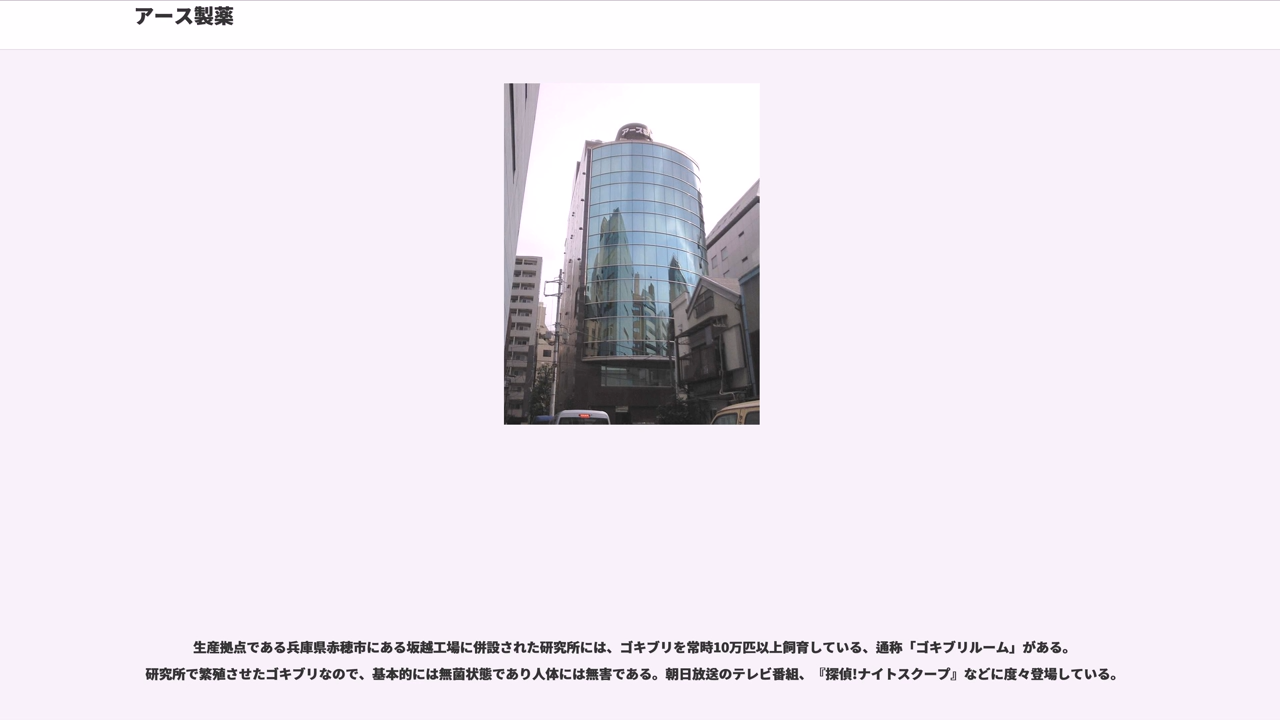 アース製薬
アース製
生産拠点である兵庫県赤穂市にある坂越工場に併設された研究所には、ゴキブリを常時10万匹以上飼育している、通称「ゴキブリルーム」がある。
研究所で繁殖させたゴキブリなので、基本的には無菌状態であり人体には無害である。朝日放送のテレビ番組、『探偵!ナイトスクープ』などに度々登場している。